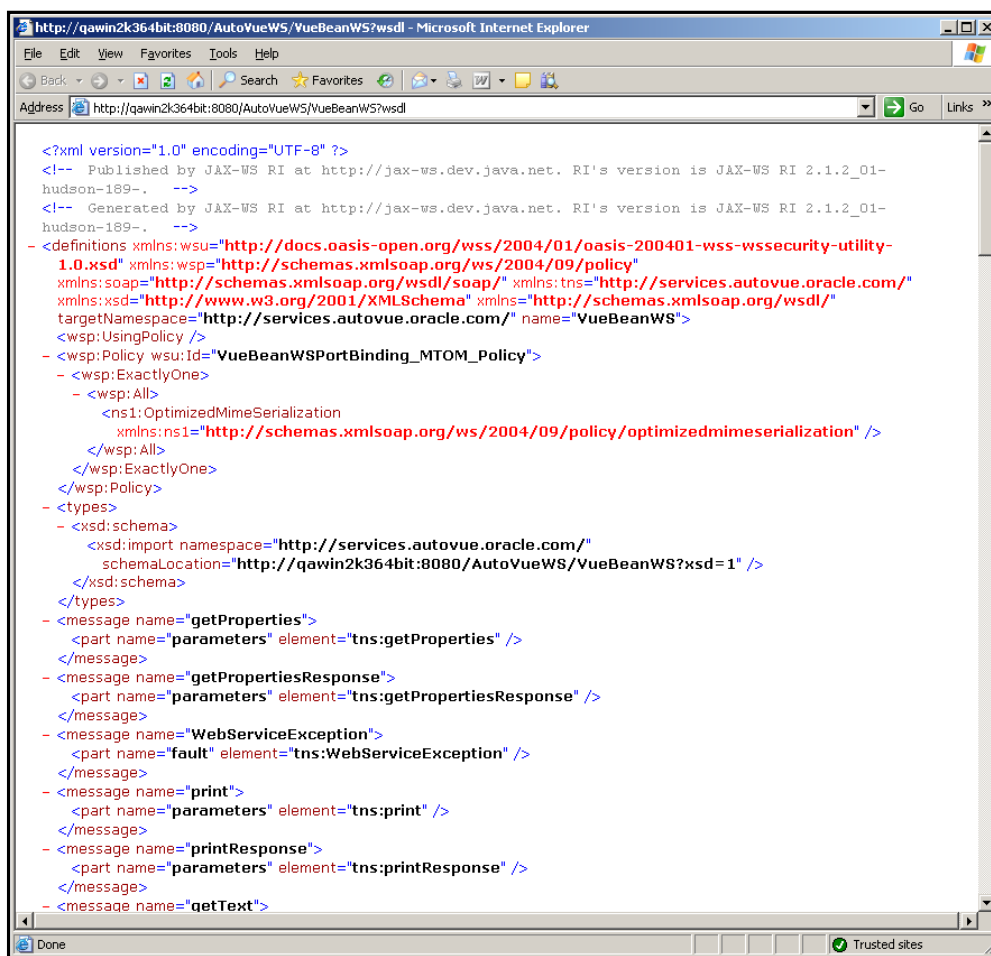 http://qawin2k364bit:8080/AutoVueWS/VueBeanWS?wsdl - Microsoft Internet Explorer
File Edit View Favorites Tools Help
Back Search Favorites
Address http://qawin2k364bit:8080/AutoVueWS/VueBeanWS?wsdl Go Links »
<?xml version="1.0" encoding="UTF-8" ?>
<!-- Published by JAX-WS RI at http://jax-ws.dev.java.net. RI's version is JAX-WS RI 2.1.2_01-
hudson-189-. -->
<!-- Generated by JAX-WS RI at http://jax-ws.dev.java.net. RI's version is JAX-WS RI 2.1.2_01-
hudson-189-. -->
- <definitions xmlns:wsu="http://docs.oasis-open.org/wss/2004/01/oasis-200401-wss-wssecurity-utility-
1.0.xsd" xmlns:wsp="http://schemas.xmlsoap.org/ws/2004/09/policy"
xmlns:soap="http://schemas.xmlsoap.org/wsdl/soap/" xmlns:tns="http://services.autovue.oracle.com/"
xmlns:xsd="http://www.w3.org/2001/XMLSchema" xmlns="http://schemas.xmlsoap.org/wsdl/"
targetNamespace="http://services.autovue.oracle.com/" name="VueBeanWS">
<wsp:UsingPolicy />
- <wsp:Policy wsu:Id="VueBeanWSPortBinding_MTOM_Policy">
- <wsp:ExactlyOne>
- <wsp:All>
<ns1:OptimizedMimeSerialization
xmlns:ns1="http://schemas.xmlsoap.org/ws/2004/09/policy/optimizedmimeserialization" />
</wsp:All>
</wsp:ExactlyOne>
</wsp:Policy>
- <types>
- <xsd:schema>
<xsd:import namespace="http://services.autovue.oracle.com/"
schemaLocation="http://qawin2k364bit:8080/AutoVueWS/VueBeanWS?xsd=1" />
</xsd:schema>
</types>
- <message name="getProperties">
<part name="parameters" element="tns:getProperties" />
</message>
- <message name="getPropertiesResponse">
<part name="parameters" element="tns:getPropertiesResponse" />
</message>
- <message name="WebServiceException">
<part name="fault" element="tns:WebServiceException" />
</message>
- <message name="print">
<part name="parameters" element="tns:print" />
</message>
- <message name="printResponse">
<part name="parameters" element="tns:printResponse" />
</message>
- <message name="getText">
Done Trusted sites